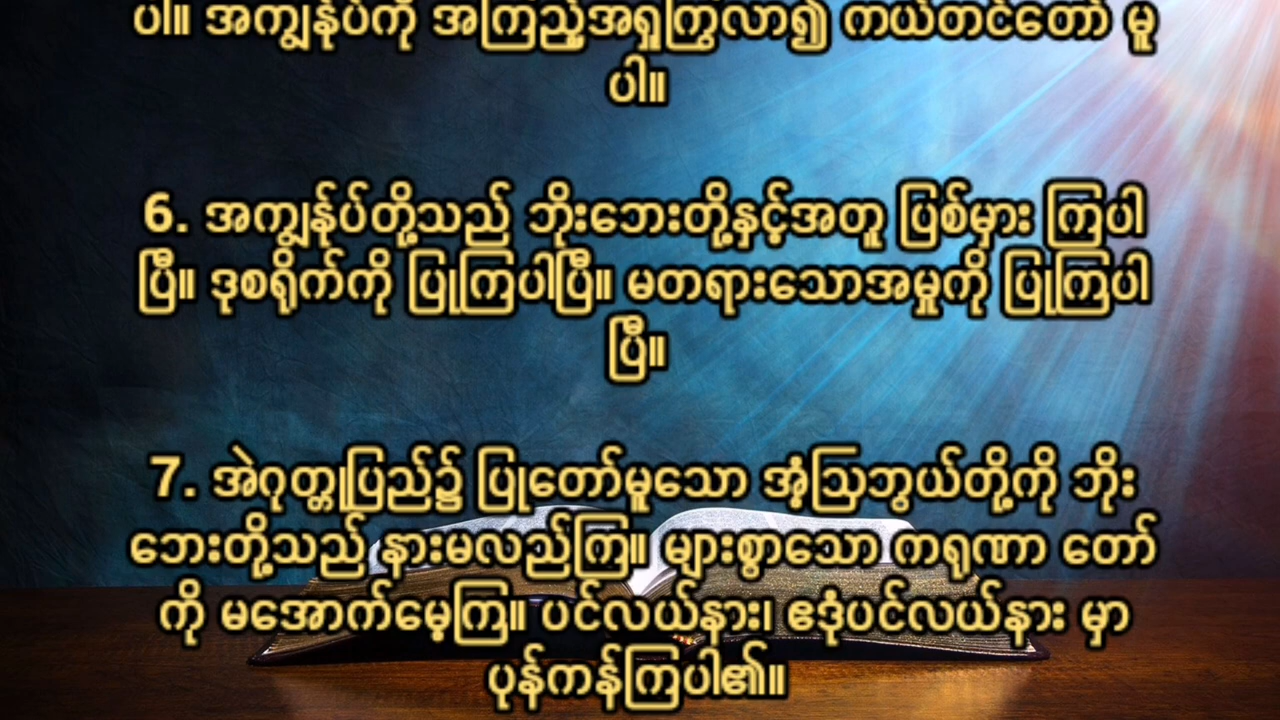 ပါ။ အကျွန်ုပ်ကို အကြည့်အရှုကြွလာ၍ ကယ်တင်တော် မူ
ပါ။
6. အကျွန်ုပ်တို့သည် ဘိုးဘေးတို့နှင့်အတူ ပြစ်မှား ကြပါ
ပြီ။ ဒုစရိုက်ကို ပြုကြပါပြီ။ မတရားသောအမှုကို ပြုကြပါ
ပြီ။
7. အဲဂုတ္တုပြည်၌ ပြုတော်မူသော အံ့ဩဘွယ်တို့ကို ဘိုး
ဘေးတို့သည် နားမလည်ကြ။ များစွာသော ကရုဏာ တော်
ကို မအောက်မေ့ကြ။ ပင်လယ်နား၊ ဧဒုံပင်လယ်နား မှာ
ပုန်ကန်ကြပါ၏။